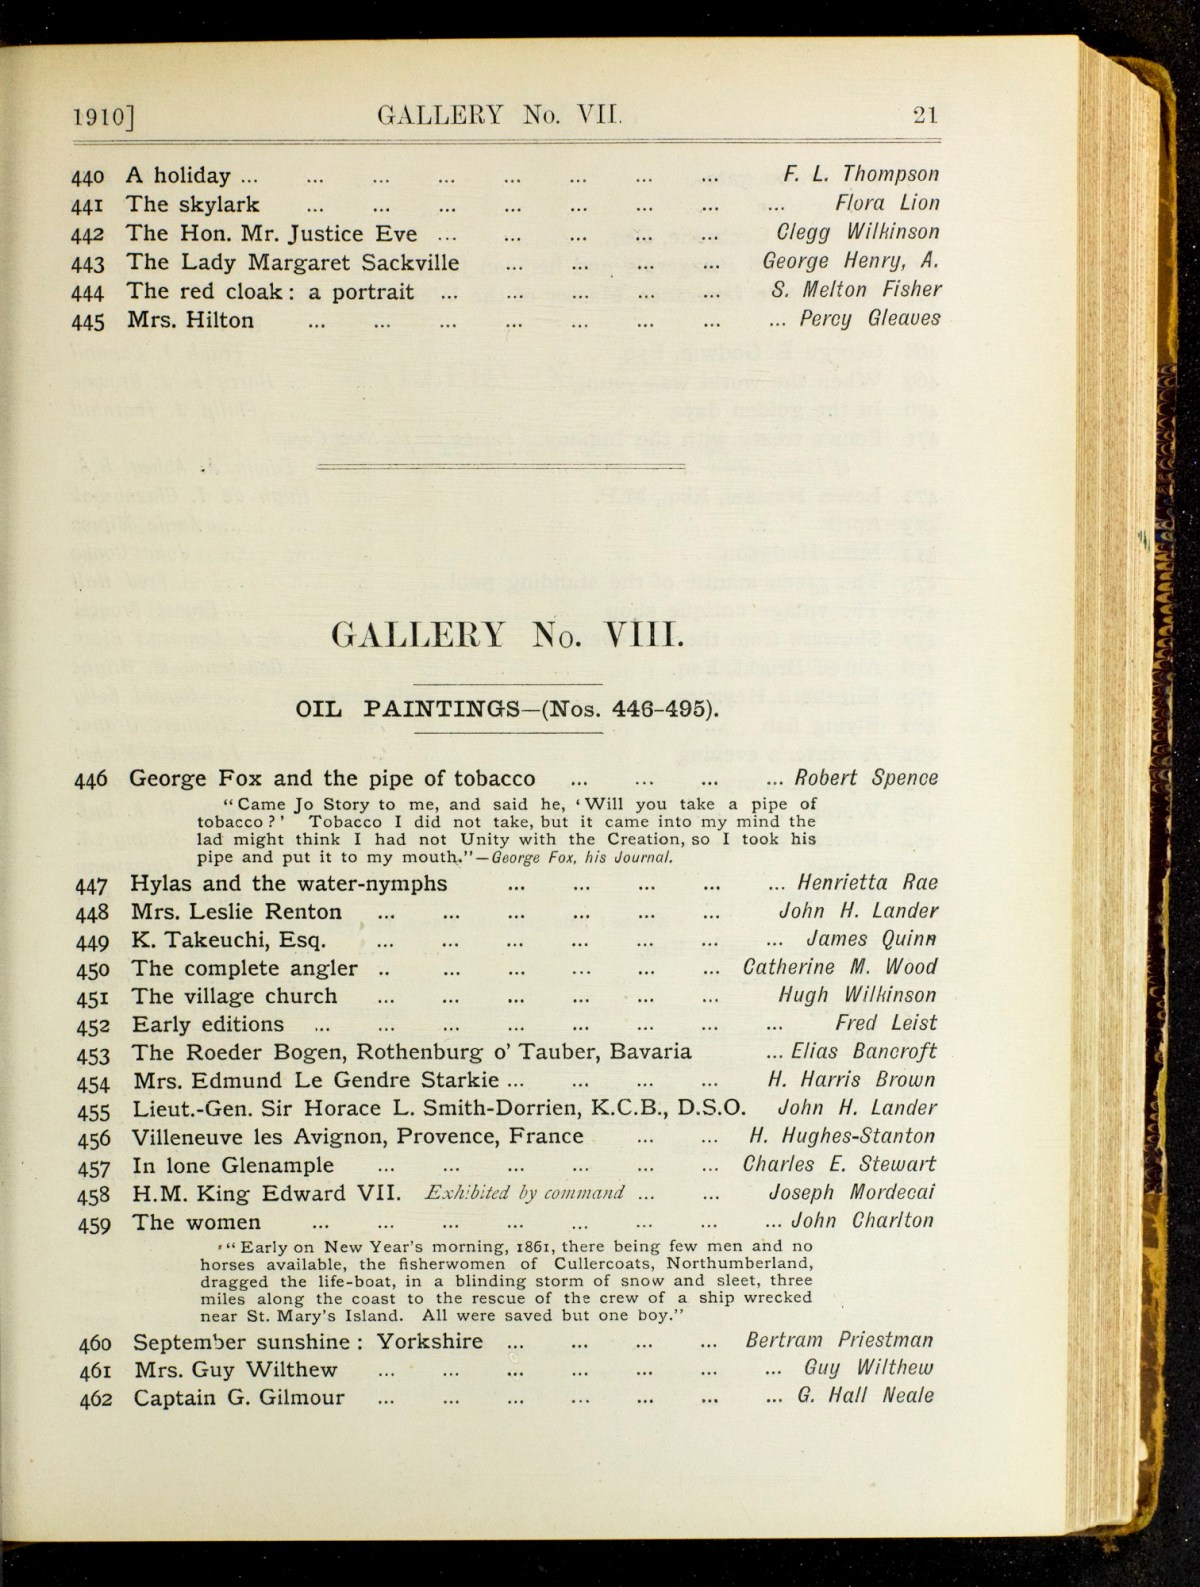 1910] GALLERY No. VII. 21
440 A holiday ... ... ... ... ... ... ... ... F. L. Thompson
441 The skylark ... ... ... ... ... ... ... ... Flora Lion
442 The Hon. Mr. Justice Eve ... ... ... ... ... Clegg Wilkinson
443 The Lady Margaret Sackville ... ... ... ... George Henry, A.
444 The red cloak: a portrait ... ... ... ... ... S. Melton Fisher
445 Mrs. Hilton ... ... ... ... ... ... ... ... Percy Gleaves
GALLERY No. VIII.
OIL PAINTINGS—(Nos. 446-495).
446 George Fox and the pipe of tobacco ... ... ... ... Robert Spence
"Came Jo Story to me, and said he, 'Will you take a pipe of
tobacco?' Tobacco I did not take, but it came into my mind the
lad might think I had not Unity with the Creation, so I took his
pipe and put it to my mouth."—George Fox, his Journal.
447 Hylas and the water-nymphs ... ... ... ... ... Henrietta Rae
448 Mrs. Leslie Renton ... ... ... ... ... ... John H. Lander
449 K. Takeuchi, Esq. ... ... ... ... ... ... ... James Quinn
450 The complete angler .. ... ... ... ... ... Catherine M. Wood
451 The village church ... ... ... ... ... ... Hugh Wilkinson
452 Early editions ... ... ... ... ... ... ... ... Fred Leist
453 The Roeder Bogen, Rothenburg o' Tauber, Bavaria ... Elias Bancroft
454 Mrs. Edmund Le Gendre Starkie ... ... ... ... H. Harris Brown
455 Lieut.-Gen. Sir Horace L. Smith-Dorrien, K.C.B., D.S.O. John H. Lander
456 Villeneuve les Avignon, Provence, France ... ... H. Hughes-Stanton
457 In lone Glenample ... ... ... ... ... ... Charles E. Stewart
458 H.M. King Edward VII. Exhibited by command ... ... Joseph Mordecai
459 The women ... ... ... ... ... ... ... ... John Charlton
"Early on New Year's morning, 1861, there being few men and no
horses available, the fisherwomen of Cullercoats, Northumberland,
dragged the life-boat, in a blinding storm of snow and sleet, three
miles along the coast to the rescue of the crew of a ship wrecked
near St. Mary's Island. All were saved but one boy."
460 September sunshine: Yorkshire ... ... ... ... Bertram Priestman
461 Mrs. Guy Wilthew ... ... ... ... ... ... ... Guy Wilthew
462 Captain G. Gilmour ... ... ... ... ... ... ... G. Hall Neale